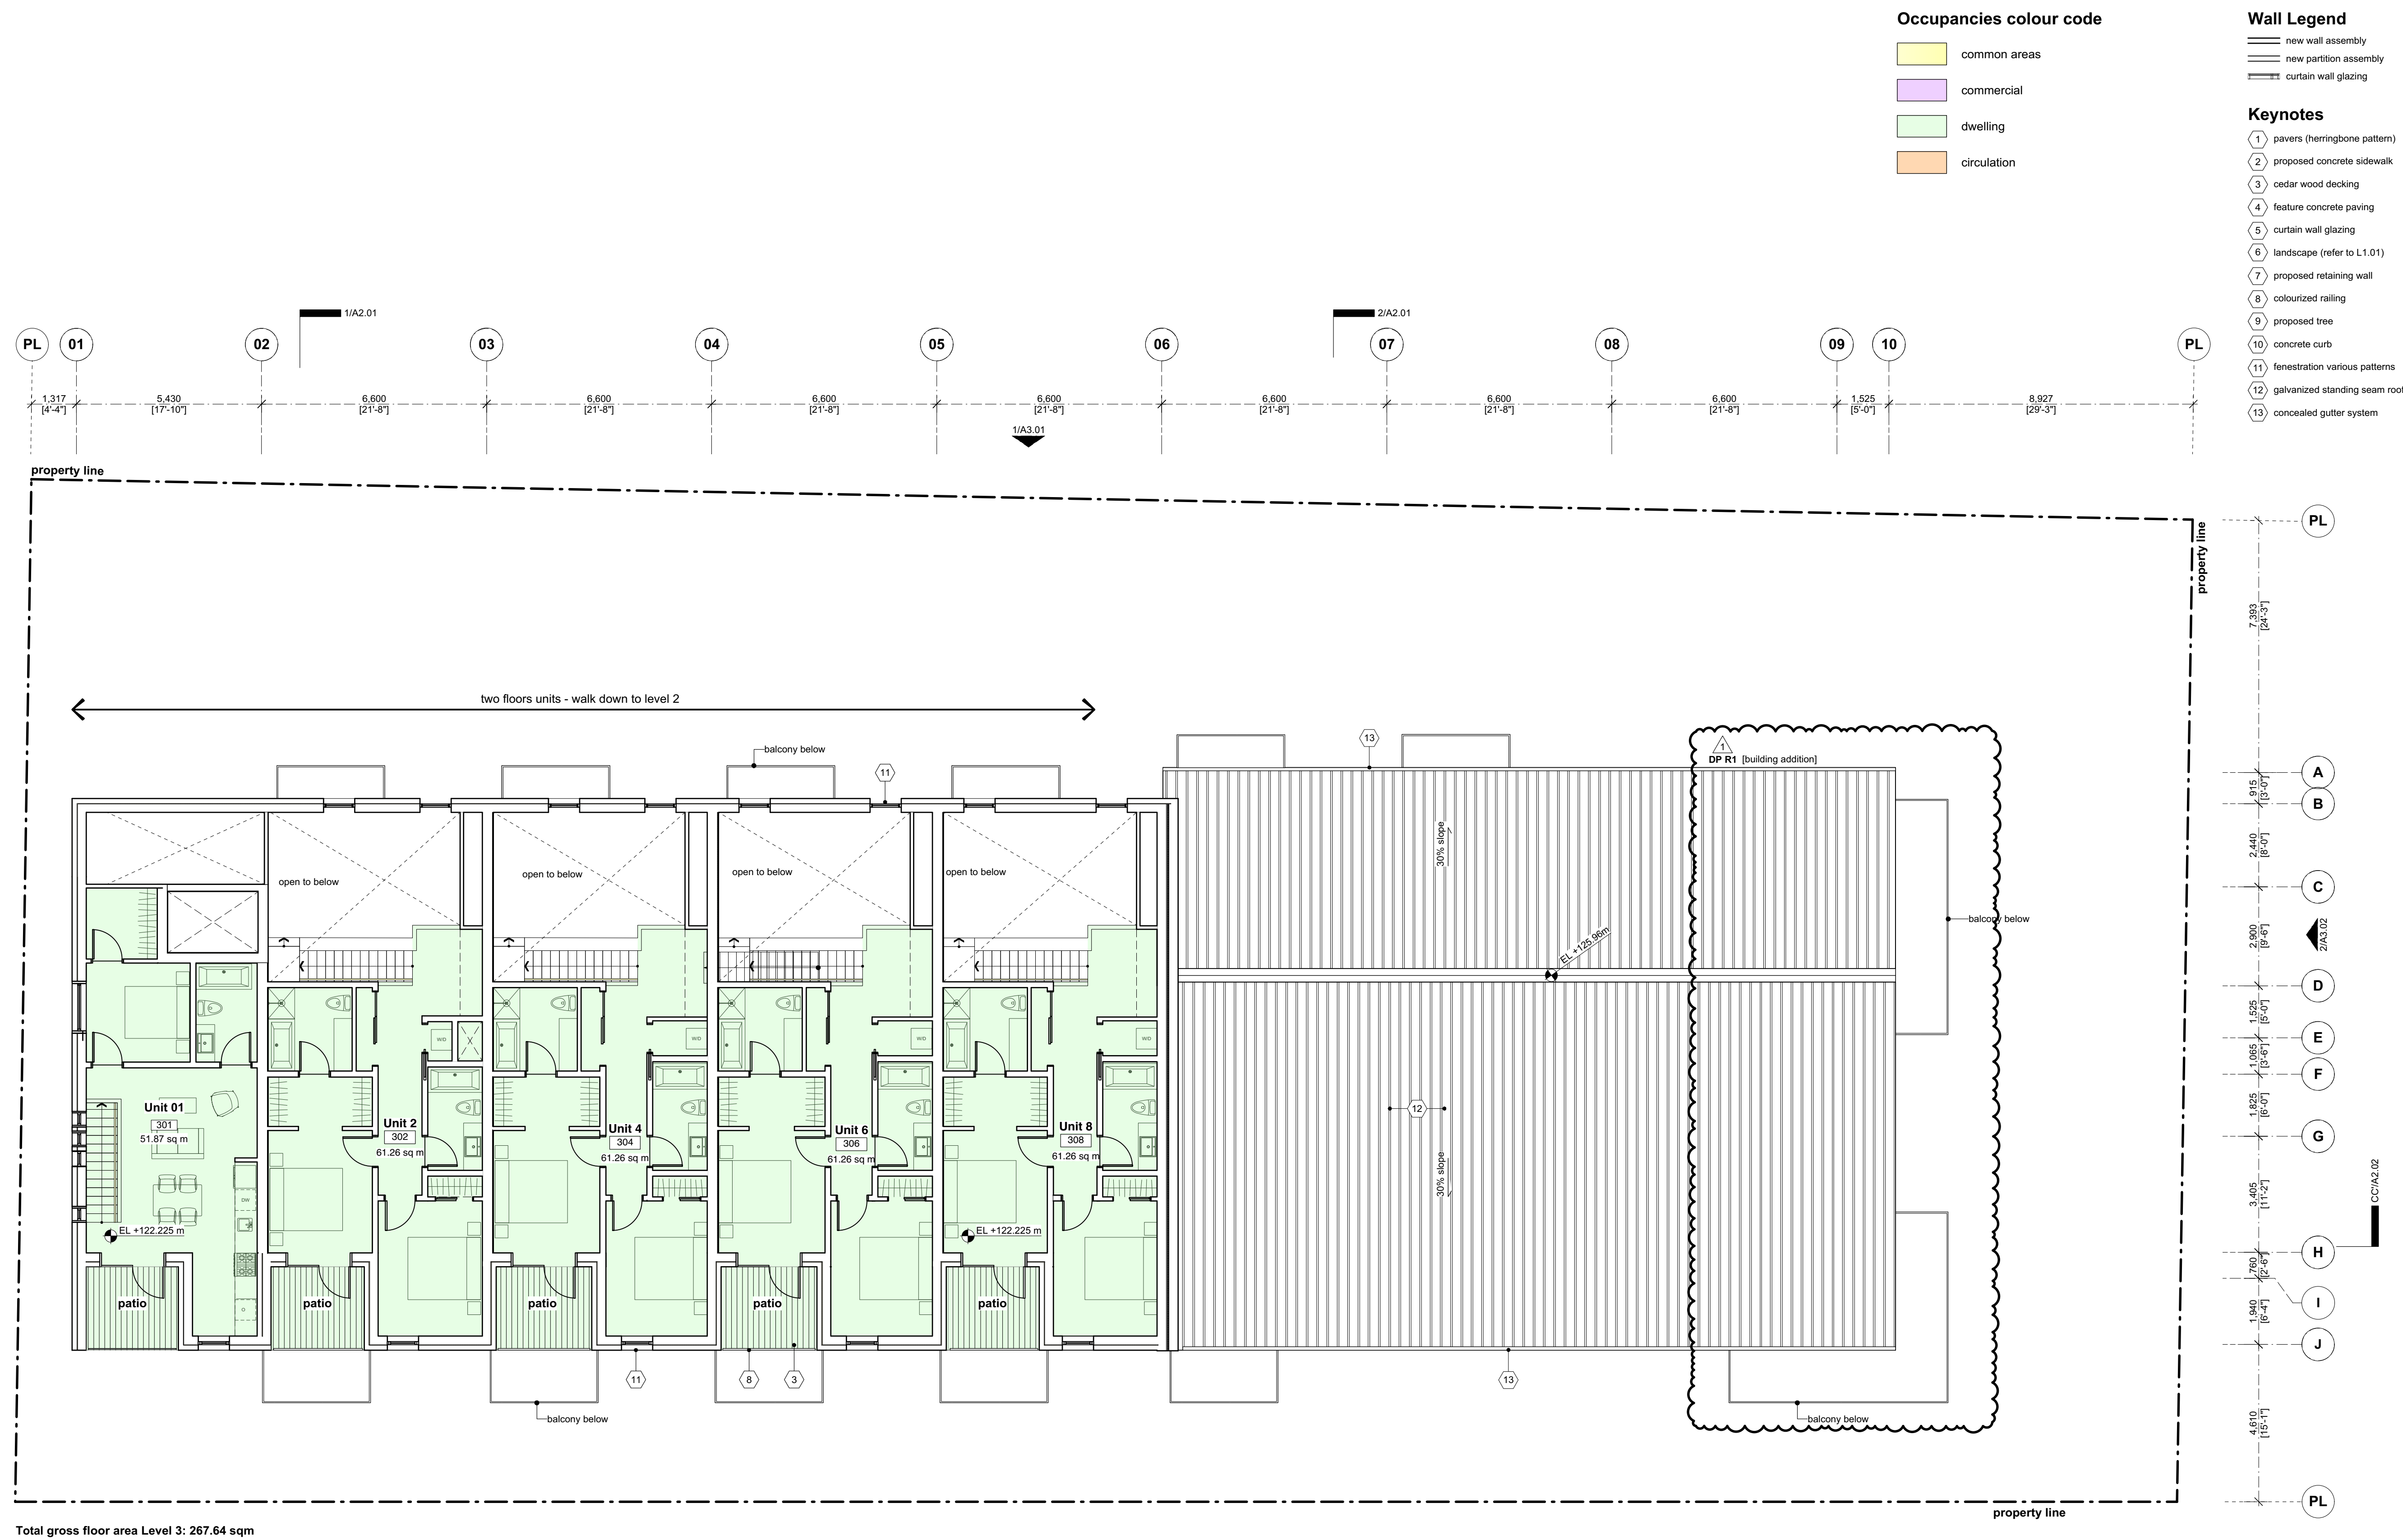 Occupancies colour code
common areas
commercial
dwelling
circulation
Wall Legend
new wall assembly
new partition assembly
curtain wall glazing
Keynotes
1 pavers (herringbone pattern)
2 proposed concrete sidewalk
3 cedar wood decking
4 feature concrete paving
5 curtain wall glazing
6 landscape (refer to L1.01)
7 proposed retaining wall
8 colourized railing
9 proposed tree
10 concrete curb
11 fenestration various patterns
12 galvanized standing seam roof
13 concealed gutter system
1/A2.01
2/A2.01
PL 01 02 03 04 05 06 07 08 09 10 PL
1,317 5,430 6,600 6,600 6,600 6,600 6,600 6,600 6,600 1,525 8,927
[4'-4"] [17'-10"] [21'-8"] [21'-8"] [21'-8"] [21'-8"] [21'-8"] [21'-8"] [21'-8"] [5'-0"] [29'-3"]
1/A3.01
property line
property line
PL
7,393
[24'-3"]
two floors units - walk down to level 2
balcony below
11
13
1
DP R1 [building addition]
A
915
[3'-0"]
B
2,440
[8'-0"]
C
2,900
[9'-6"]
2/A3.02
D
1,525
[5'-0"]
E
1,065
[3'-6"]
F
1,825
[6'-0"]
G
3,405
[11'-2"]
CC'/A2.02
H
760
[2'-6"]
I
1,940
[6'-4"]
J
4,610
[15'-1"]
PL
open to below
open to below
open to below
open to below
30% slope
balcony below
EL +125.96m
W/D
W/D
W/D
W/D
12
30% slope
Unit 01
301
51.87 sq m
Unit 2
302
61.26 sq m
Unit 4
304
61.26 sq m
Unit 6
306
61.26 sq m
Unit 8
308
61.26 sq m
DW
EL +122.225 m
EL +122.225 m
patio
patio
patio
patio
patio
11
8
3
13
balcony below
balcony below
property line
Total gross floor area Level 3: 267.64 sqm